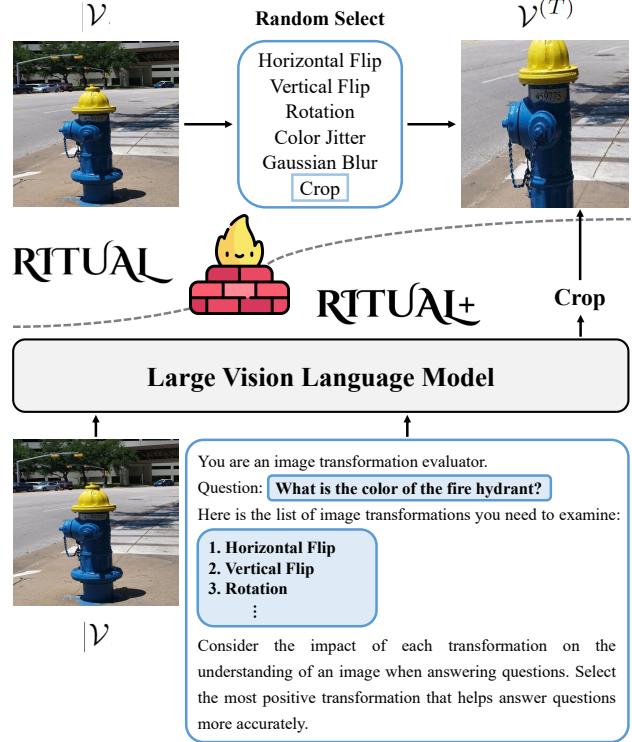 |𝒱
Random Select
𝒱^(T)
Horizontal Flip
Vertical Flip
Rotation
Color Jitter
Gaussian Blur
Crop
RITUAL
RITUAL+
Crop
Large Vision Language Model
|𝒱
You are an image transformation evaluator.
Question: What is the color of the fire hydrant?
Here is the list of image transformations you need to examine:
1. Horizontal Flip
2. Vertical Flip
3. Rotation
⋮
Consider the impact of each transformation on the
understanding of an image when answering questions. Select
the most positive transformation that helps answer questions
more accurately.